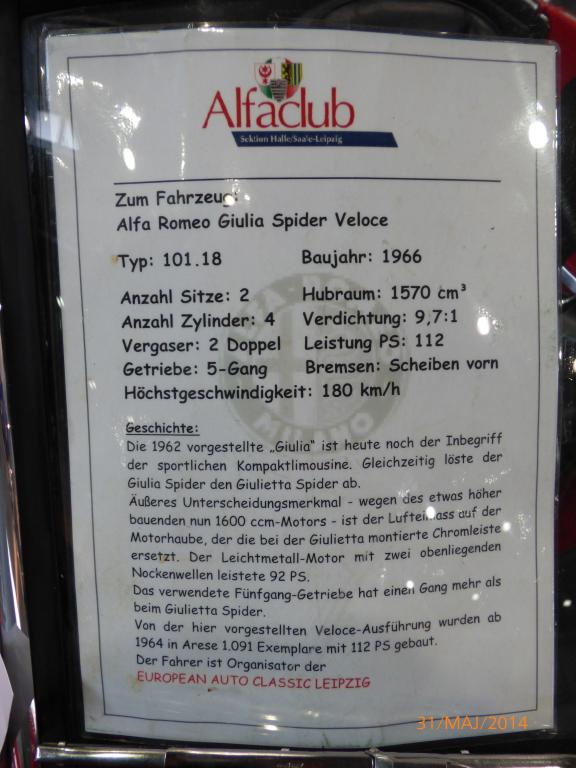 Alfaclub
Sektion Halle/Saale-Leipzig
Zum Fahrzeug:
Alfa Romeo Giulia Spider Veloce
Typ: 101.18 Baujahr: 1966
Anzahl Sitze: 2 Hubraum: 1570 cm³
Anzahl Zylinder: 4 Verdichtung: 9,7:1
Vergaser: 2 Doppel Leistung PS: 112
Getriebe: 5-Gang Bremsen: Scheiben vorn
Höchstgeschwindigkeit: 180 km/h
MILANO
Geschichte:
Die 1962 vorgestellte „Giulia" ist heute noch der Inbegriff
der sportlichen Kompaktlimousine. Gleichzeitig löste der
Giulia Spider den Giulietta Spider ab.
Äußeres Unterscheidungsmerkmal - wegen des etwas höher
bauenden nun 1600 ccm-Motors - ist der Lufteinlass auf der
Motorhaube, der die bei der Giulietta montierte Chromleiste
ersetzt. Der Leichtmetall-Motor mit zwei obenliegenden
Nockenwellen leistete 92 PS.
Das verwendete Fünfgang-Getriebe hat einen Gang mehr als
beim Giulietta Spider.
Von der hier vorgestellten Veloce-Ausführung wurden ab
1964 in Arese 1.091 Exemplare mit 112 PS gebaut.
Der Fahrer ist Organisator der
EUROPEAN AUTO CLASSIC LEIPZIG
31/MAJ/2014